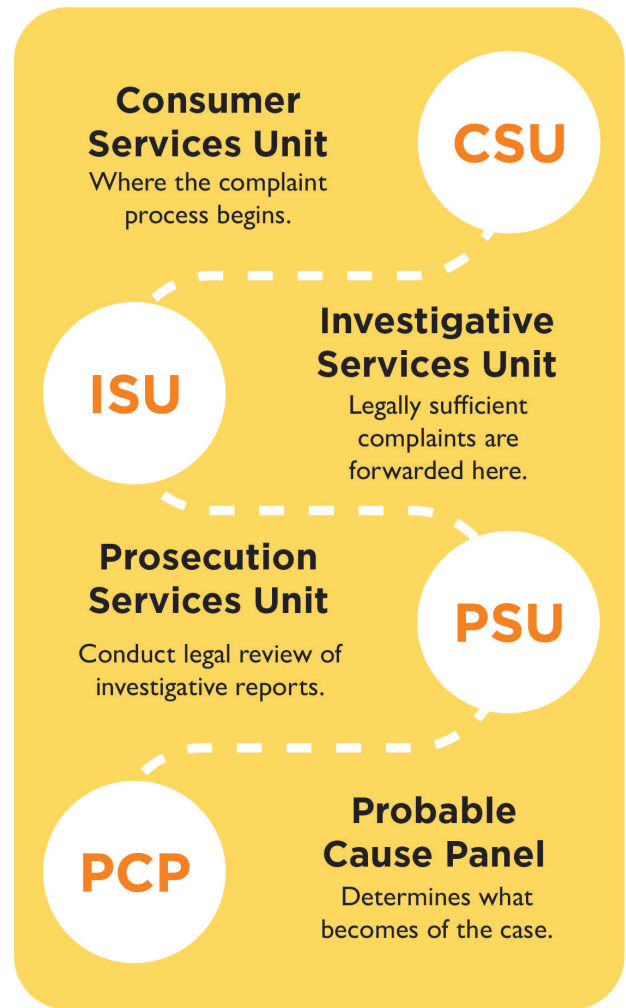 Consumer
Services Unit
Where the complaint
process begins.
CSU
ISU
Investigative
Services Unit
Legally sufficient
complaints are
forwarded here.
Prosecution
Services Unit
Conduct legal review of
investigative reports.
PSU
PCP
Probable
Cause Panel
Determines what
becomes of the case.